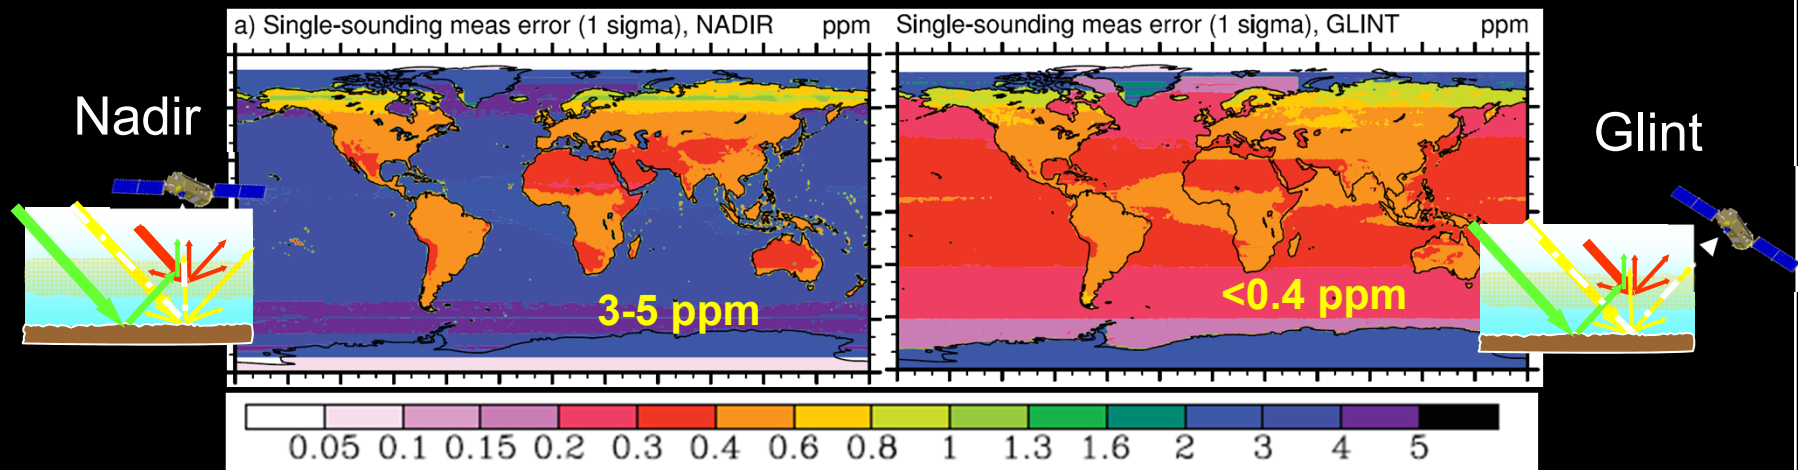 a) Single-sounding meas error (1 sigma), NADIR ppm
Single-sounding meas error (1 sigma), GLINT ppm
Nadir
Glint
3-5 ppm
<0.4 ppm
0.05 0.1 0.15 0.2 0.3 0.4 0.6 0.8 1 1.3 1.6 2 3 4 5